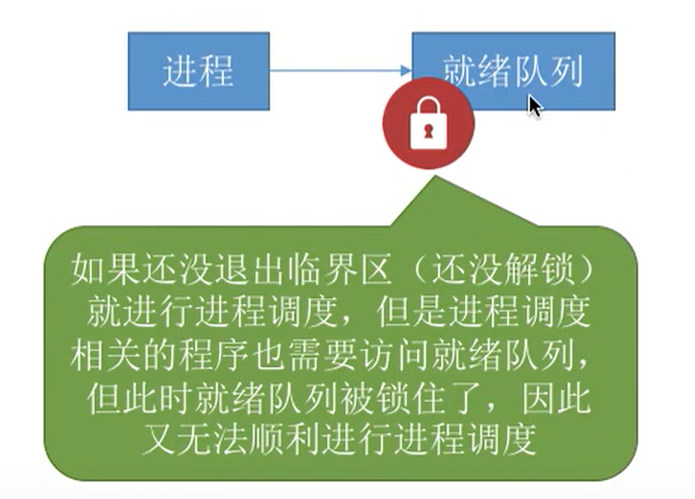 进程
就绪队列
如果还没退出临界区（还没解锁）
就进行进程调度，但是进程调度
相关的程序也需要访问就绪队列，
但此时就绪队列被锁住了，因此
又无法顺利进行进程调度